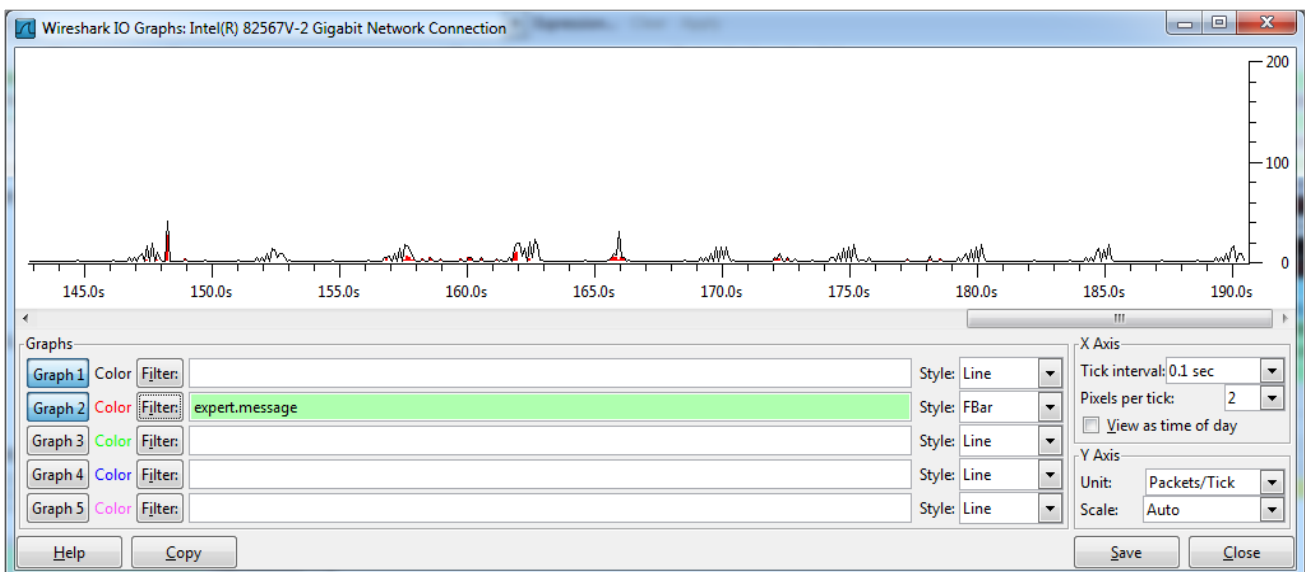 Wireshark IO Graphs: Intel(R) 82567V-2 Gigabit Network Connection
200
100
0
145.0s 150.0s 155.0s 160.0s 165.0s 170.0s 175.0s 180.0s 185.0s 190.0s
Graphs
Graph 1 Color Filter: Style: Line
Graph 2 Color Filter: expert.message Style: FBar
Graph 3 Color Filter: Style: Line
Graph 4 Color Filter: Style: Line
Graph 5 Color Filter: Style: Line
X Axis
Tick interval: 0.1 sec
Pixels per tick: 2
View as time of day
Y Axis
Unit: Packets/Tick
Scale: Auto
Help Copy Save Close